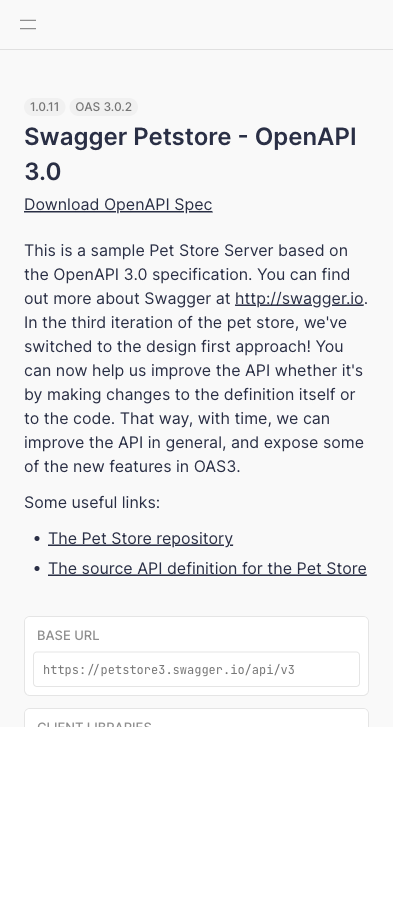 1.0.11 OAS 3.0.2
Swagger Petstore - OpenAPI
3.0
Download OpenAPI Spec
This is a sample Pet Store Server based on
the OpenAPI 3.0 specification. You can find
out more about Swagger at http://swagger.io.
In the third iteration of the pet store, we've
switched to the design first approach! You
can now help us improve the API whether it's
by making changes to the definition itself or
to the code. That way, with time, we can
improve the API in general, and expose some
of the new features in OAS3.
Some useful links:
• The Pet Store repository
• The source API definition for the Pet Store
BASE URL
https://petstore3.swagger.io/api/v3
CLIENT LIBRARIES